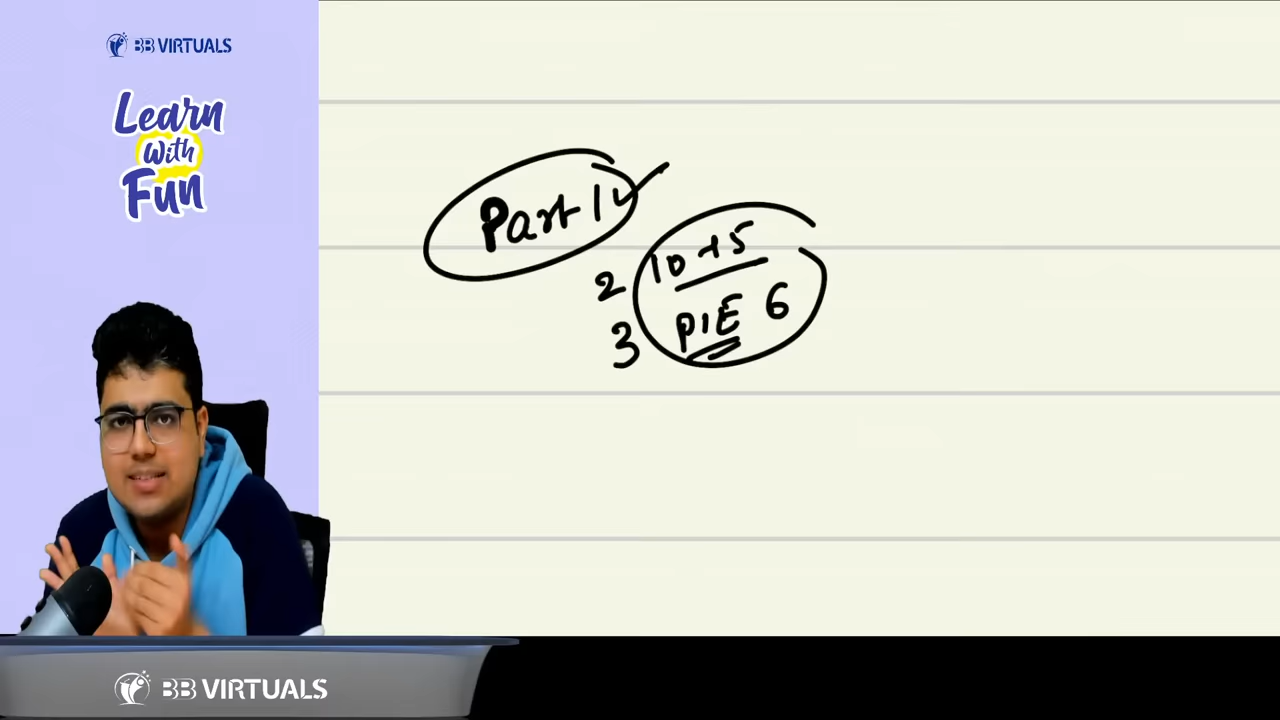 BB VIRTUALS
Learn
With
Fun
Part 1
2 10+5
3 PIE 6
BB VIRTUALS